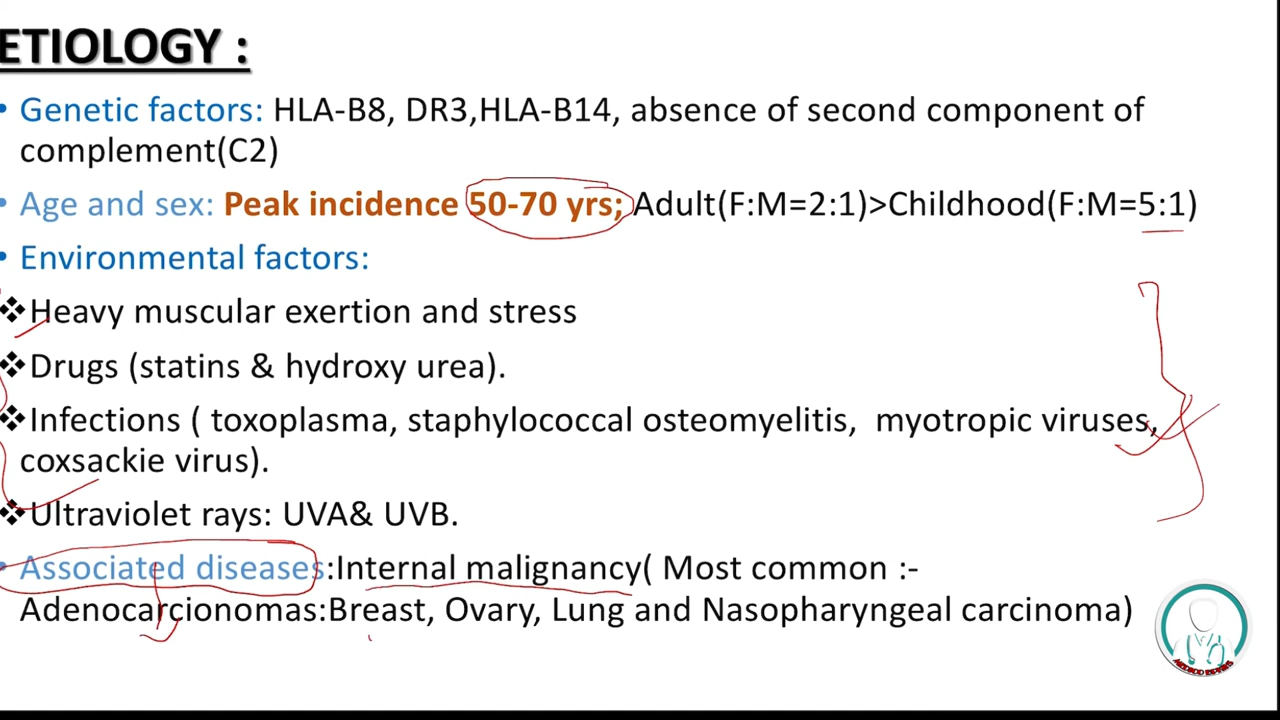 ETIOLOGY :
• Genetic factors: HLA-B8, DR3,HLA-B14, absence of second component of
complement(C2)
• Age and sex: Peak incidence 50-70 yrs; Adult(F:M=2:1)>Childhood(F:M=5:1)
• Environmental factors:
❖Heavy muscular exertion and stress
❖Drugs (statins & hydroxy urea).
❖Infections ( toxoplasma, staphylococcal osteomyelitis, myotropic viruses,
coxsackie virus).
❖Ultraviolet rays: UVA& UVB.
• Associated diseases:Internal malignancy( Most common :-
Adenocarcionomas:Breast, Ovary, Lung and Nasopharyngeal carcinoma)